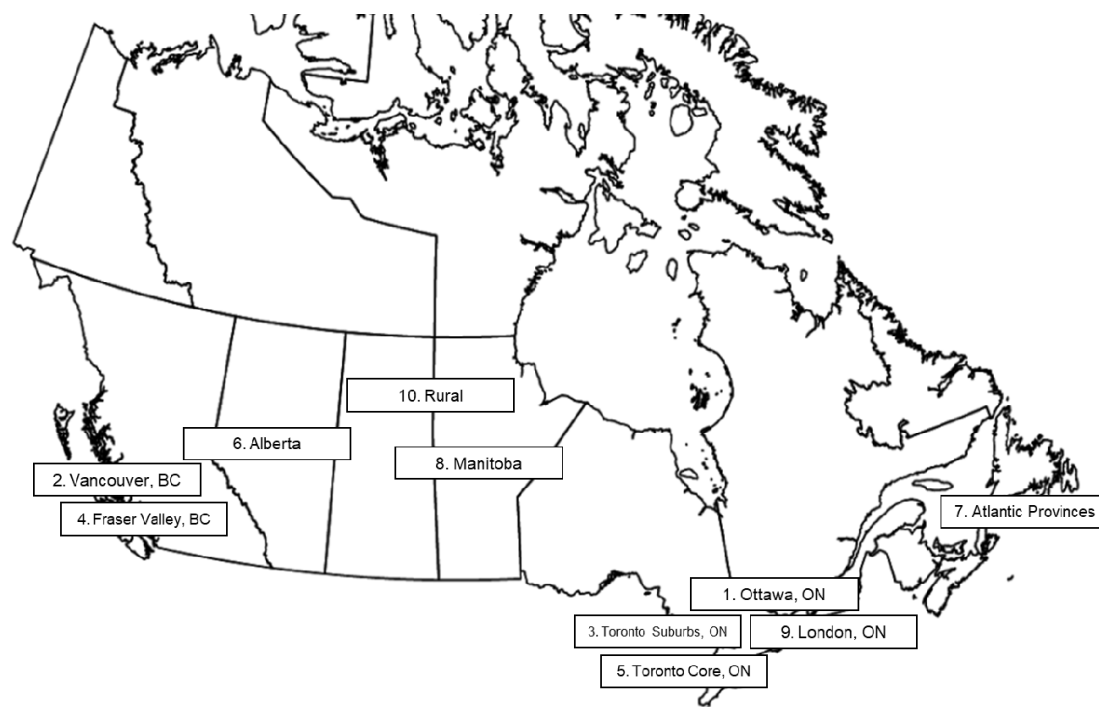 10. Rural
6. Alberta
8. Manitoba
2. Vancouver, BC
4. Fraser Valley, BC
7. Atlantic Provinces
1. Ottawa, ON
3. Toronto Suburbs, ON
9. London, ON
5. Toronto Core, ON